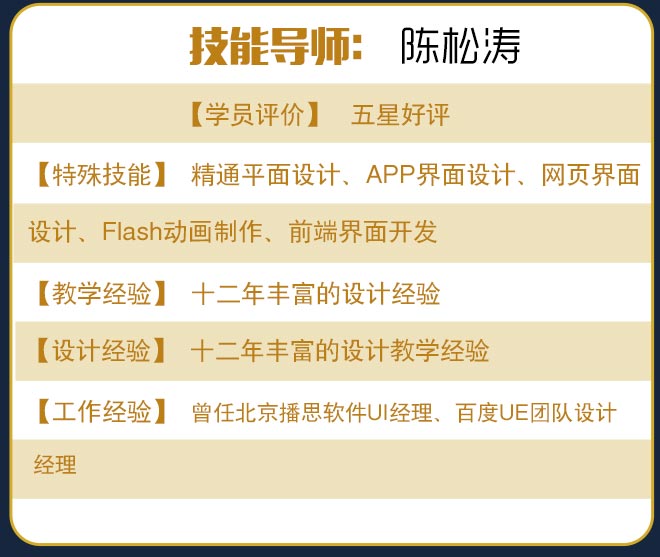 技能导师: 陈松涛
【学员评价】 五星好评
【特殊技能】 精通平面设计、APP界面设计、网页界面
设计、Flash动画制作、前端界面开发
【教学经验】 十二年丰富的设计经验
【设计经验】 十二年丰富的设计教学经验
【工作经验】 曾任北京播思软件UI经理、百度UE团队设计
经理